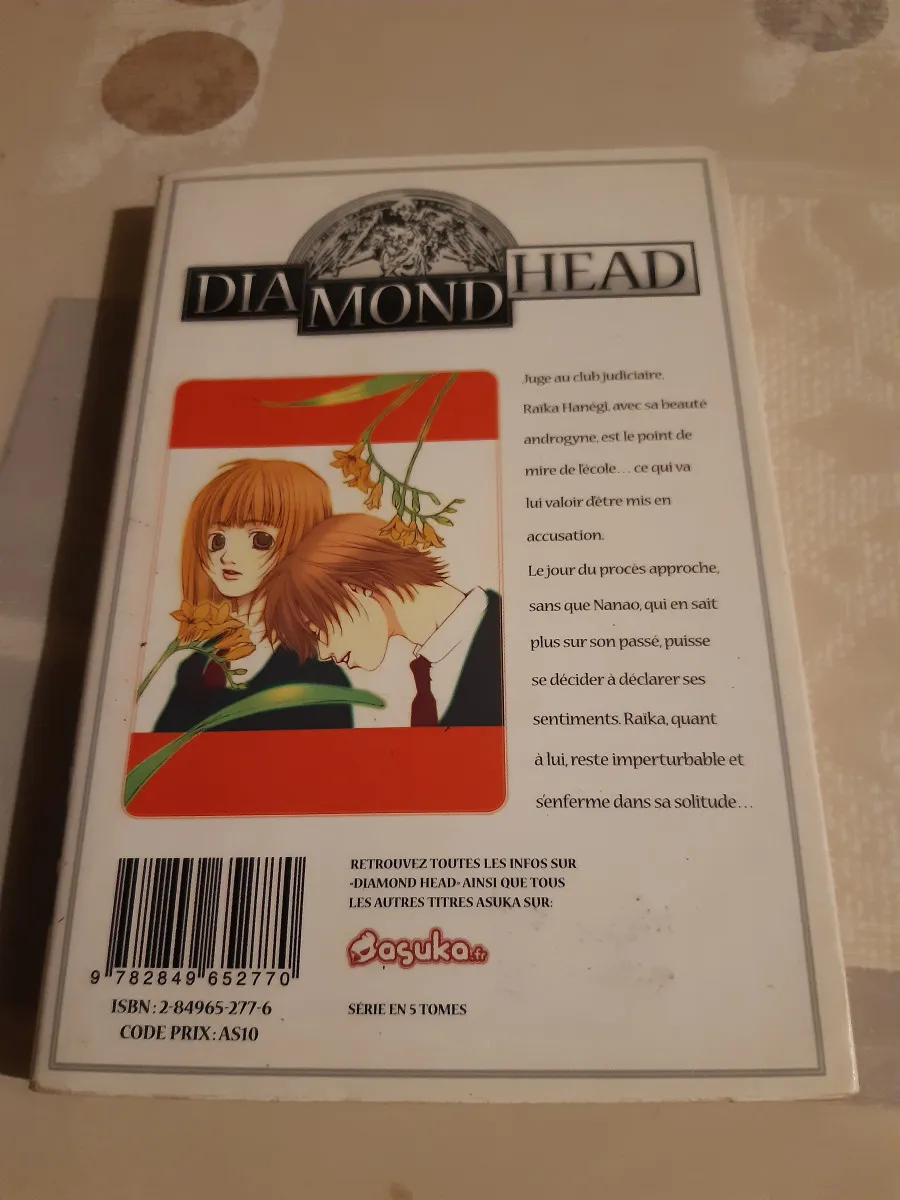 DIAMOND HEAD
Juge au club judiciaire,
Raïka Hanégi, avec sa beauté
androgyne, est le point de
mire de l'école... ce qui va
lui valoir d'être mis en
accusation.
Le jour du procès approche,
sans que Nanao, qui en sait
plus sur son passé, puisse
se décider à déclarer ses
sentiments. Raïka, quant
à lui, reste imperturbable et
s'enferme dans sa solitude...
RETROUVEZ TOUTES LES INFOS SUR
«DIAMOND HEAD» AINSI QUE TOUS
LES AUTRES TITRES ASUKA SUR:
asuka.fr
SÉRIE EN 5 TOMES
9 782849 652770
ISBN : 2-84965-277-6
CODE PRIX : AS10